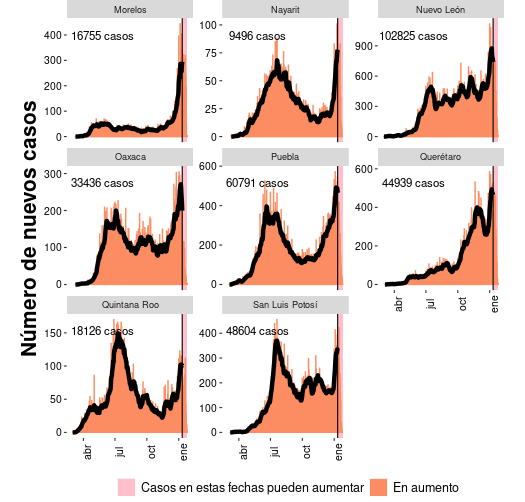 Número de nuevos casos
Morelos
Nayarit
Nuevo León
16755 casos
9496 casos
102825 casos
400
300
200
100
0
100
75
50
25
0
900
600
300
0
Oaxaca
Puebla
Querétaro
33436 casos
60791 casos
44939 casos
300
200
100
0
600
400
200
0
600
400
200
0
abr
jul
oct
ene
Quintana Roo
San Luis Potosí
18126 casos
48604 casos
150
100
50
0
400
300
200
100
0
abr
jul
oct
ene
abr
jul
oct
ene
Casos en estas fechas pueden aumentar
En aumento